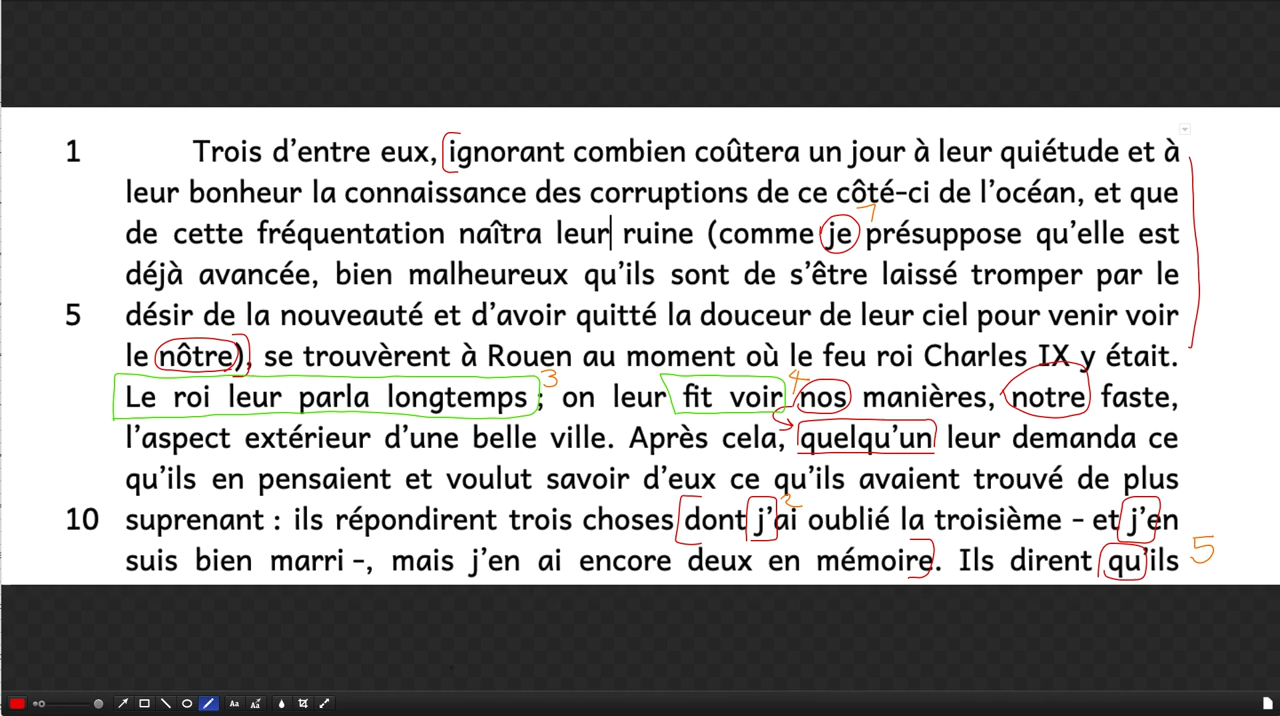 1 Trois d'entre eux, ignorant combien coûtera un jour à leur quiétude et à
leur bonheur la connaissance des corruptions de ce côté-ci de l'océan, et que
7
de cette fréquentation naîtra leur ruine (comme je présuppose qu'elle est
déjà avancée, bien malheureux qu'ils sont de s'être laissé tromper par le
5 désir de la nouveauté et d'avoir quitté la douceur de leur ciel pour venir voir
le nôtre), se trouvèrent à Rouen au moment où le feu roi Charles IX y était.
3 4
Le roi leur parla longtemps ; on leur fit voir nos manières, notre faste,
l'aspect extérieur d'une belle ville. Après cela, quelqu'un leur demanda ce
qu'ils en pensaient et voulut savoir d'eux ce qu'ils avaient trouvé de plus
2
10 suprenant : ils répondirent trois choses dont j'ai oublié la troisième - et j'en
suis bien marri -, mais j'en ai encore deux en mémoire. Ils dirent qu'ils 5
Aa Aa